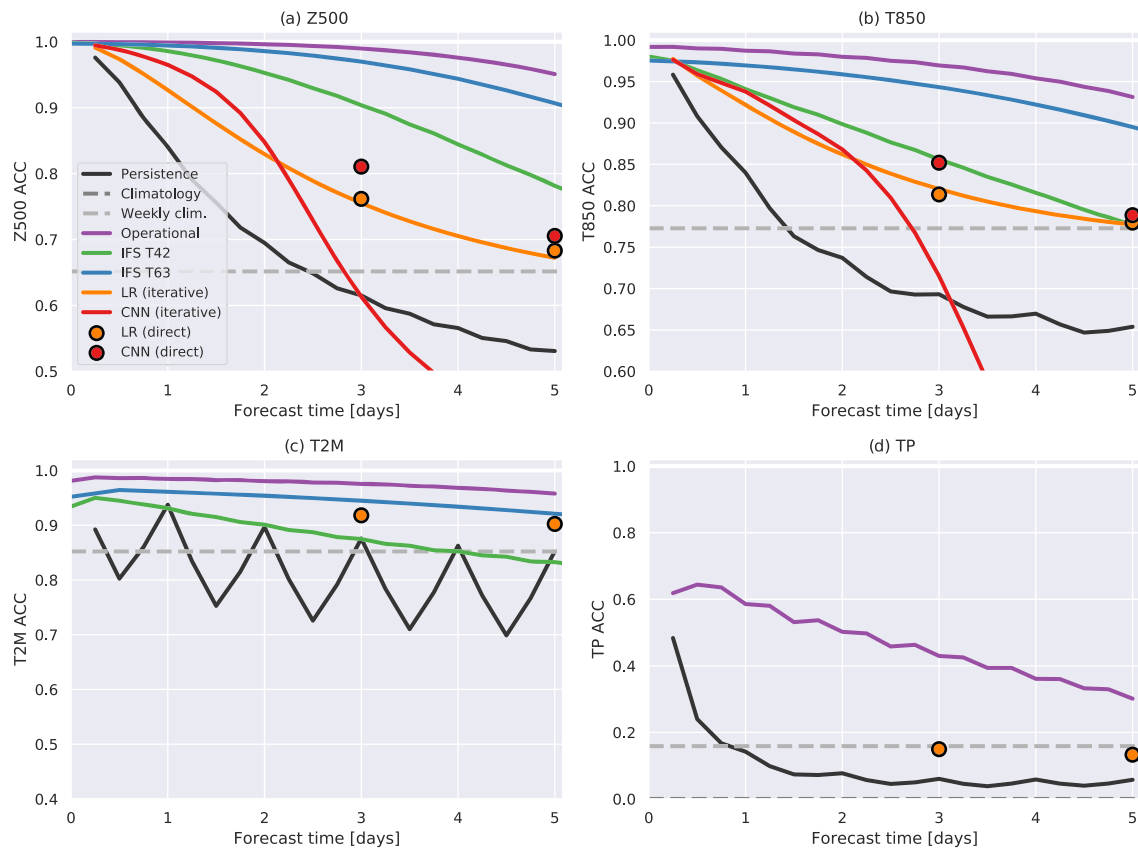 (a) Z500
1.0
0.9
0.8
0.7
0.6
0.5
Z500 ACC
Persistence
Climatology
Weekly clim.
Operational
IFS T42
IFS T63
LR (iterative)
CNN (iterative)
LR (direct)
CNN (direct)
0 1 2 3 4 5
Forecast time [days]
(b) T850
1.00
0.95
0.90
0.85
0.80
0.75
0.70
0.65
0.60
T850 ACC
0 1 2 3 4 5
Forecast time [days]
(c) T2M
1.0
0.9
0.8
0.7
0.6
0.5
0.4
T2M ACC
0 1 2 3 4 5
Forecast time [days]
(d) TP
1.0
0.8
0.6
0.4
0.2
0.0
TP ACC
0 1 2 3 4 5
Forecast time [days]